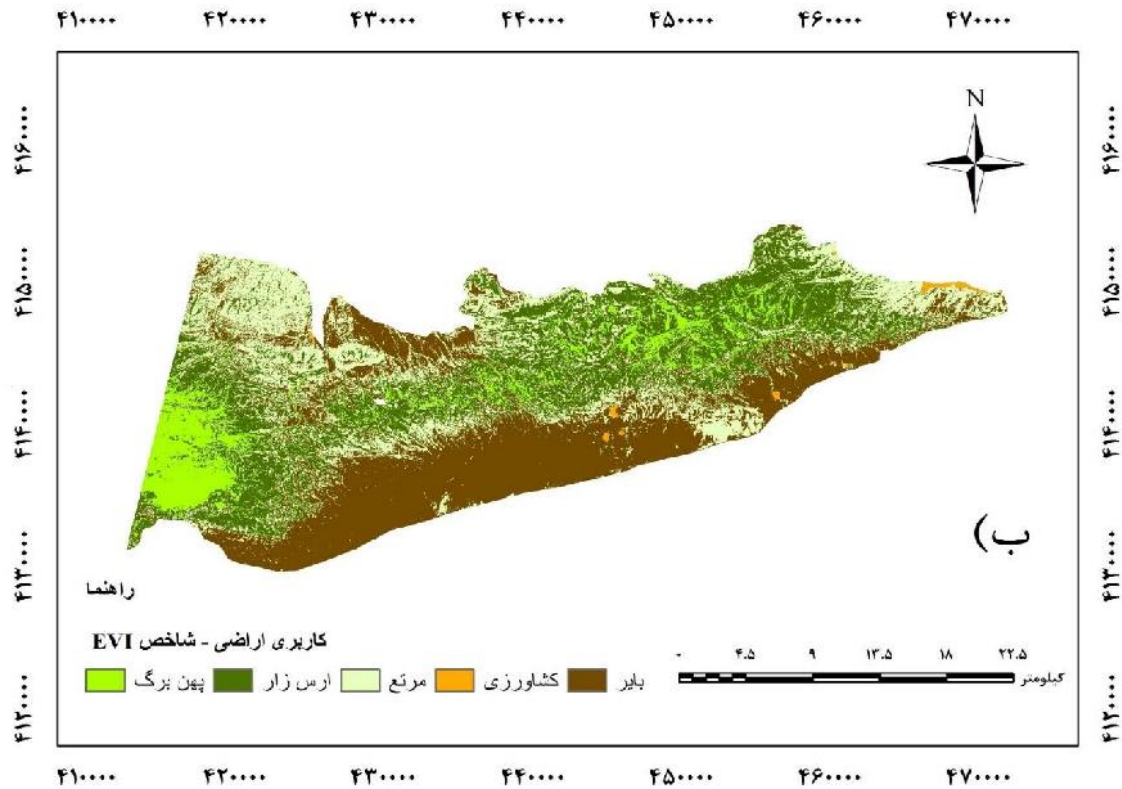 ۴۱۰۰۰۰ ۴۲۰۰۰۰ ۴۳۰۰۰۰ ۴۴۰۰۰۰ ۴۵۰۰۰۰ ۴۶۰۰۰۰ ۴۷۰۰۰۰
N
۴۱۶۰۰۰۰ ۴۱۶۰۰۰۰
۴۱۵۰۰۰۰ ۴۱۵۰۰۰۰
۴۱۴۰۰۰۰ ۴۱۴۰۰۰۰
ب)
۴۱۳۰۰۰۰ ۴۱۳۰۰۰۰
راهنما
کاربری اراضی - شاخص EVI
پهن برگ ارس زار مرتع کشاورزی بایر
۰ ۴.۵ ۹ ۱۳.۵ ۱۸ ۲۲.۵
کیلومتر
۴۱۲۰۰۰۰ ۴۱۲۰۰۰۰
۴۱۰۰۰۰ ۴۲۰۰۰۰ ۴۳۰۰۰۰ ۴۴۰۰۰۰ ۴۵۰۰۰۰ ۴۶۰۰۰۰ ۴۷۰۰۰۰